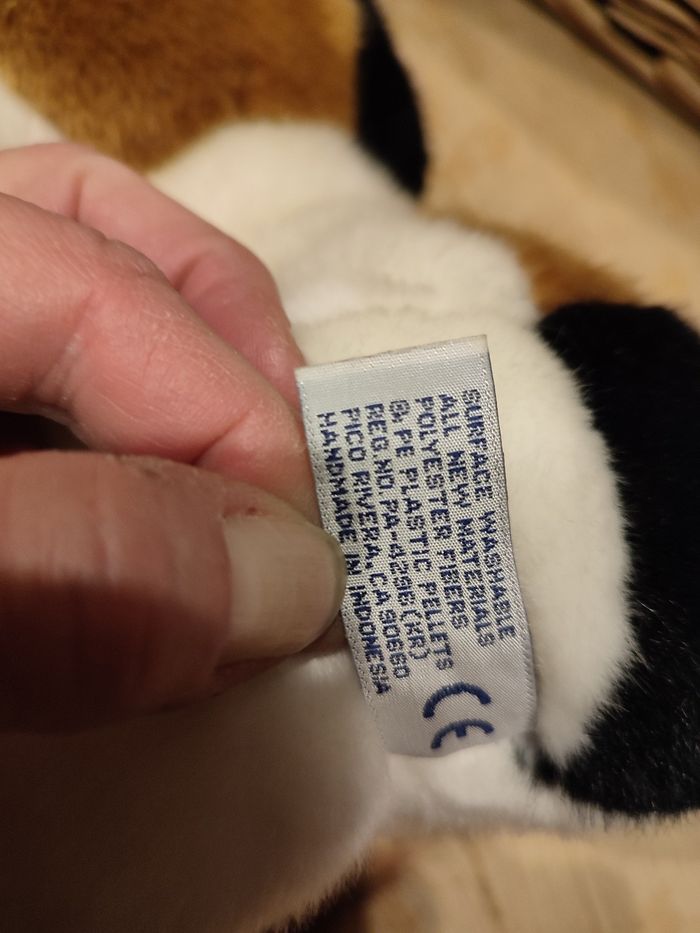 SURFACE WASHABLE
ALL NEW MATERIALS
POLYESTER FIBERS
& PE PLASTIC PELLETS
REG.NO. PA-4296(KR)
PICO RIVERA, CA 90660
HANDMADE IN INDONESIA
CE